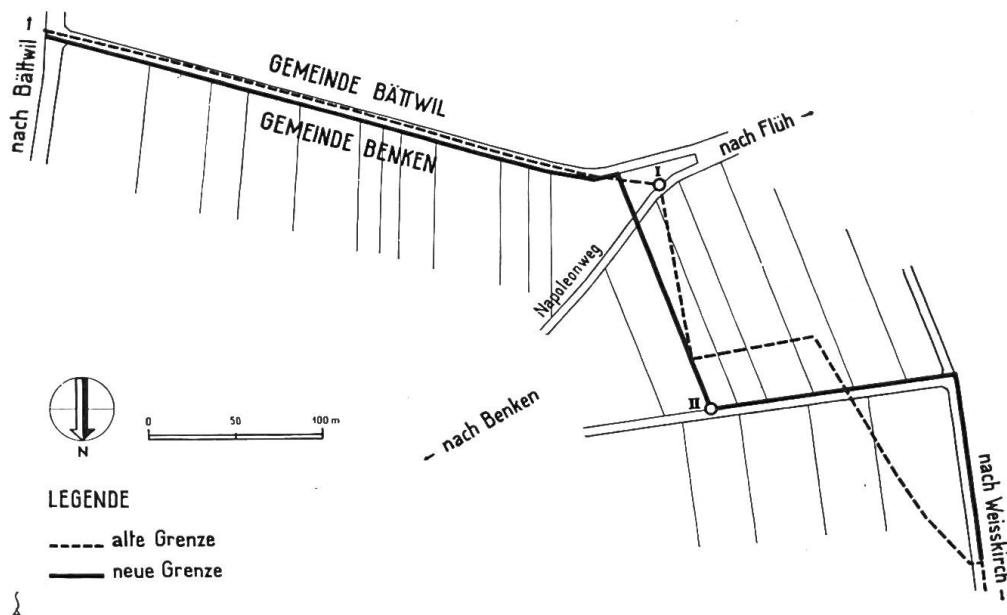 nach Bättwil →
GEMEINDE BÄTTWIL
GEMEINDE BENKEN
nach Flüh →
I
Napoleonweg
II
← nach Benken
nach Weisskirch →
N
0 50 100 m
LEGENDE
alte Grenze
neue Grenze